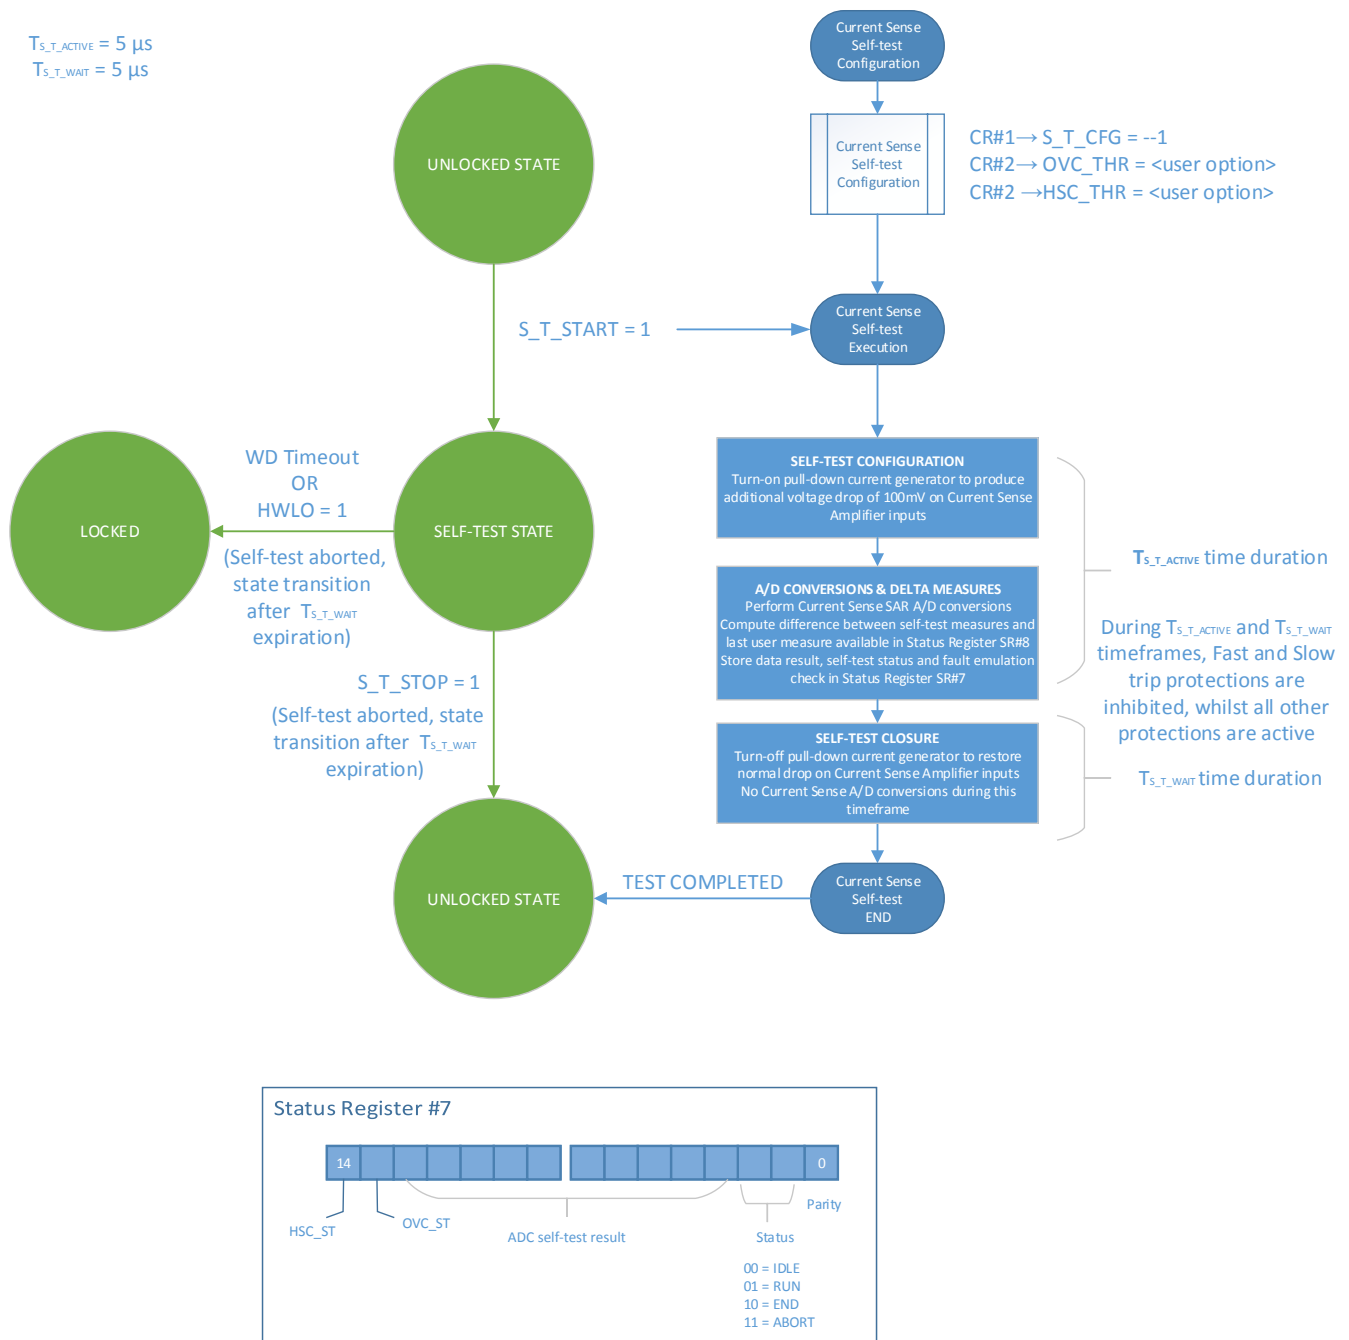 T S_T_ACTIVE = 5 µs
T S_T_WAIT = 5 µs
Current Sense
Self-test
Configuration
UNLOCKED STATE
Current Sense
Self-test
Configuration
CR#1→ S_T_CFG = --1
CR#2→ OVC_THR = <user option>
CR#2 →HSC_THR = <user option>
S_T_START = 1
Current Sense
Self-test
Execution
LOCKED
WD Timeout
OR
HWLO = 1
(Self-test aborted,
state transition
after T S_T_WAIT
expiration)
SELF-TEST STATE
SELF-TEST CONFIGURATION
Turn-on pull-down current generator to produce
additional voltage drop of 100mV on Current Sense
Amplifier inputs
A/D CONVERSIONS & DELTA MEASURES
Perform Current Sense SAR A/D conversions
Compute difference between self-test measures and
last user measure available in Status Register SR#8
Store data result, self-test status and fault emulation
check in Status Register SR#7
T S_T_ACTIVE time duration
During T S_T_ACTIVE and T S_T_WAIT
timeframes, Fast and Slow
trip protections are
inhibited, whilst all other
protections are active
S_T_STOP = 1
(Self-test aborted, state
transition after T S_T_WAIT
expiration)
SELF-TEST CLOSURE
Turn-off pull-down current generator to restore
normal drop on Current Sense Amplifier inputs
No Current Sense A/D conversions during this
timeframe
T S_T_WAIT time duration
UNLOCKED STATE
TEST COMPLETED
Current Sense
Self-test
END
Status Register #7
14
0
HSC_ST
OVC_ST
ADC self-test result
Status
Parity
00 = IDLE
01 = RUN
10 = END
11 = ABORT